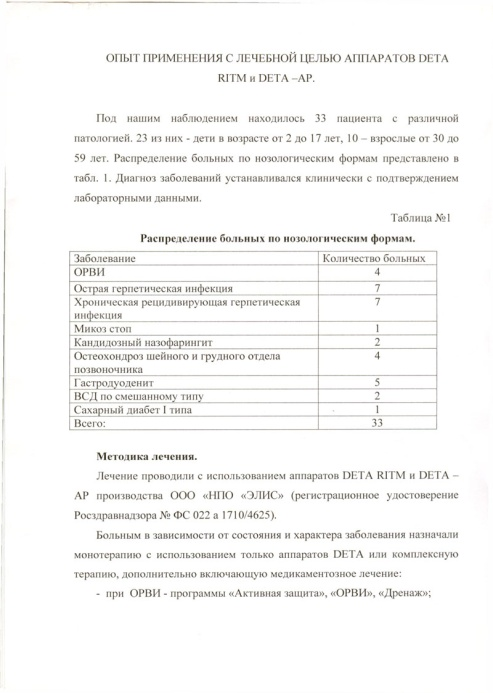 ОПЫТ ПРИМЕНЕНИЯ С ЛЕЧЕБНОЙ ЦЕЛЬЮ АППАРАТОВ DETA
RITM и DETA –АР.
Под нашим наблюдением находилось 33 пациента с различной
патологией. 23 из них - дети в возрасте от 2 до 17 лет, 10 – взрослые от 30 до
59 лет. Распределение больных по нозологическим формам представлено в
табл. 1. Диагноз заболеваний устанавливался клинически с подтверждением
лабораторными данными.
Таблица №1
Распределение больных по нозологическим формам.
Заболевание Количество больных
ОРВИ 4
Острая герпетическая инфекция 7
Хроническая рецидивирующая герпетическая 7
инфекция
Микоз стоп 1
Кандидозный назофарингит 2
Остеохондроз шейного и грудного отдела 4
позвоночника
Гастродуоденит 5
ВСД по смешанному типу 2
Сахарный диабет I типа 1
Всего: 33
Методика лечения.
Лечение проводили с использованием аппаратов DETA RITM и DETA –
АР производства ООО «НПО «ЭЛИС» (регистрационное удостоверение
Росздравнадзора № ФС 022 а 1710/4625).
Больным в зависимости от состояния и характера заболевания назначали
монотерапию с использованием только аппаратов DETA или комплексную
терапию, дополнительно включающую медикаментозное лечение:
- при ОРВИ - программы «Активная защита», «ОРВИ», «Дренаж»;